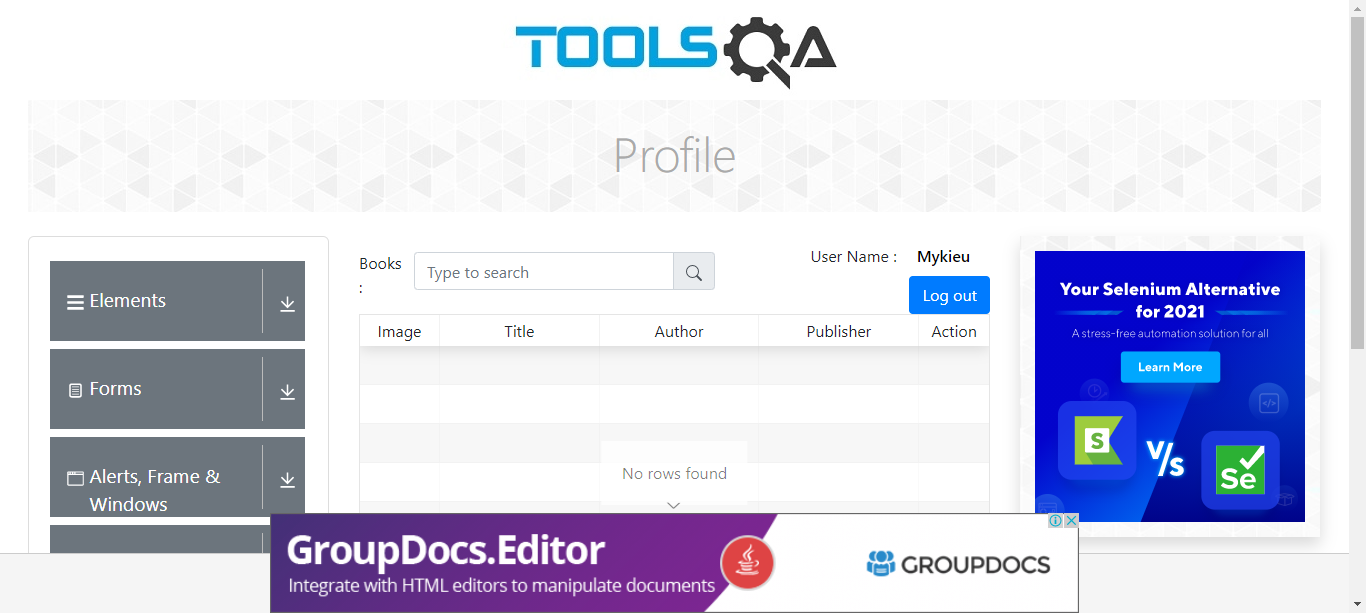 TOOLSQA
Profile
Elements
Forms
Alerts, Frame &
Windows
Books
:
Type to search
User Name :
Mykieu
Log out
Image
Title
Author
Publisher
Action
No rows found
Your Selenium Alternative
for 2021
A stress-free automation solution for all
Learn More
S
V/s
Se
GroupDocs.Editor
Integrate with HTML editors to manipulate documents
GROUPDOCS